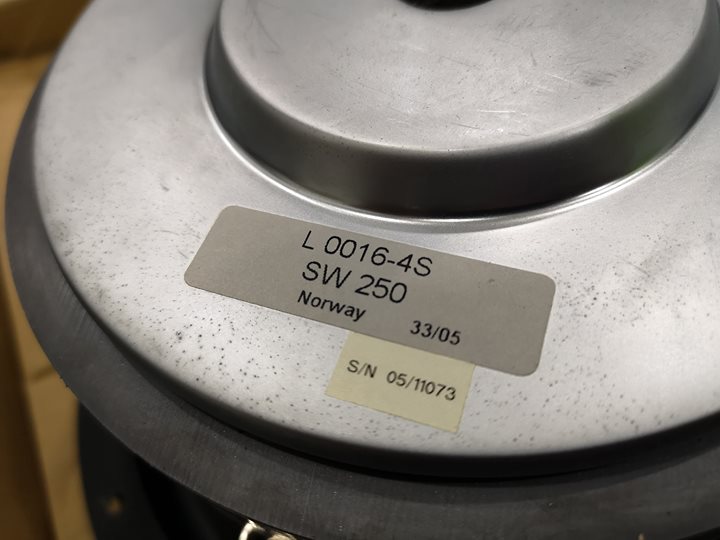 L 0016-4S
SW 250
Norway 33/05
S/N 05/11073